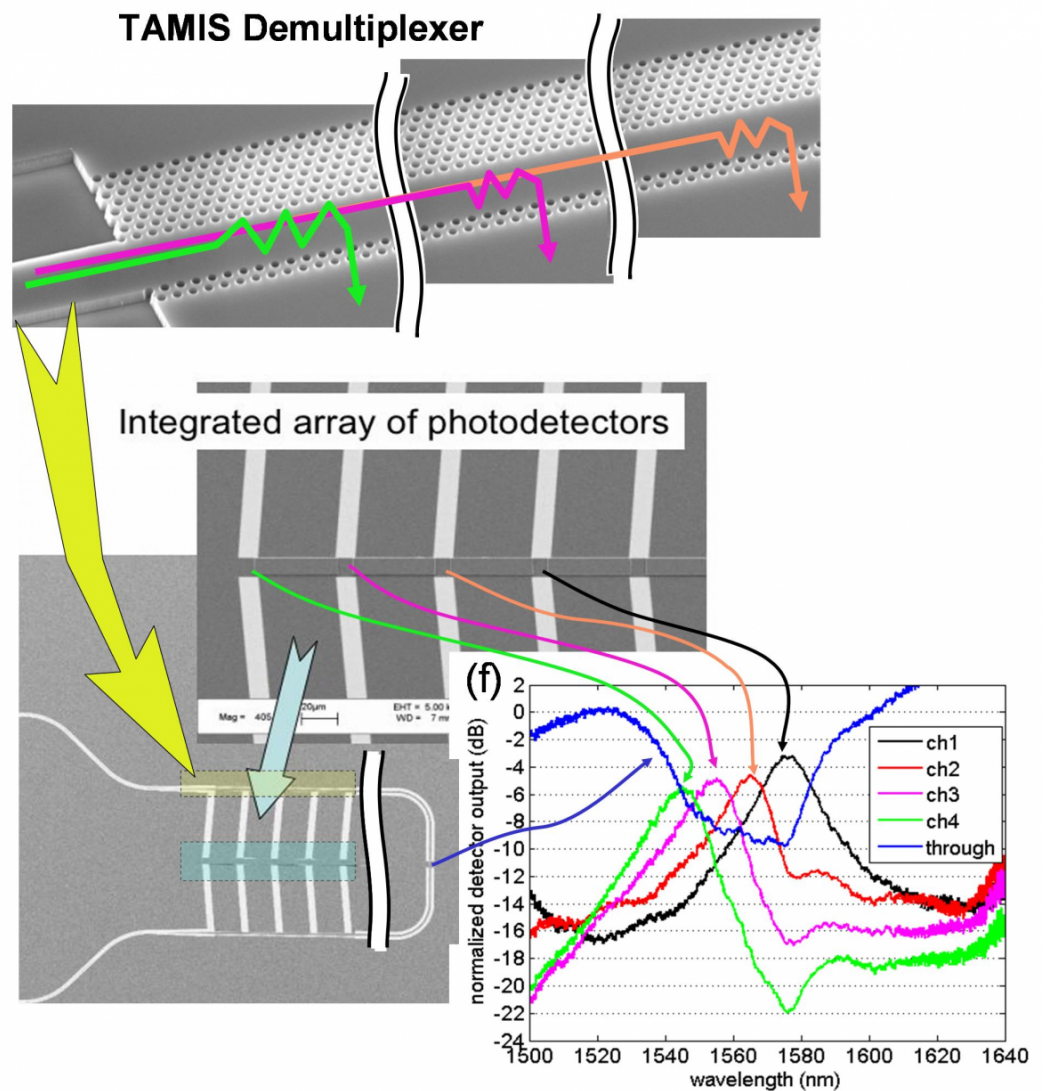 TAMIS Demultiplexer
Integrated array of photodetectors
Mag = 405
20µm
EHT = 5.00
WD = 7
(f)
normalized detector output (dB)
2
0
-2
-4
-6
-8
-10
-12
-14
-16
-18
-20
-22
-24
ch1
ch2
ch3
ch4
through
1500
1520
1540
1560
1580
1600
1620
1640
wavelength (nm)